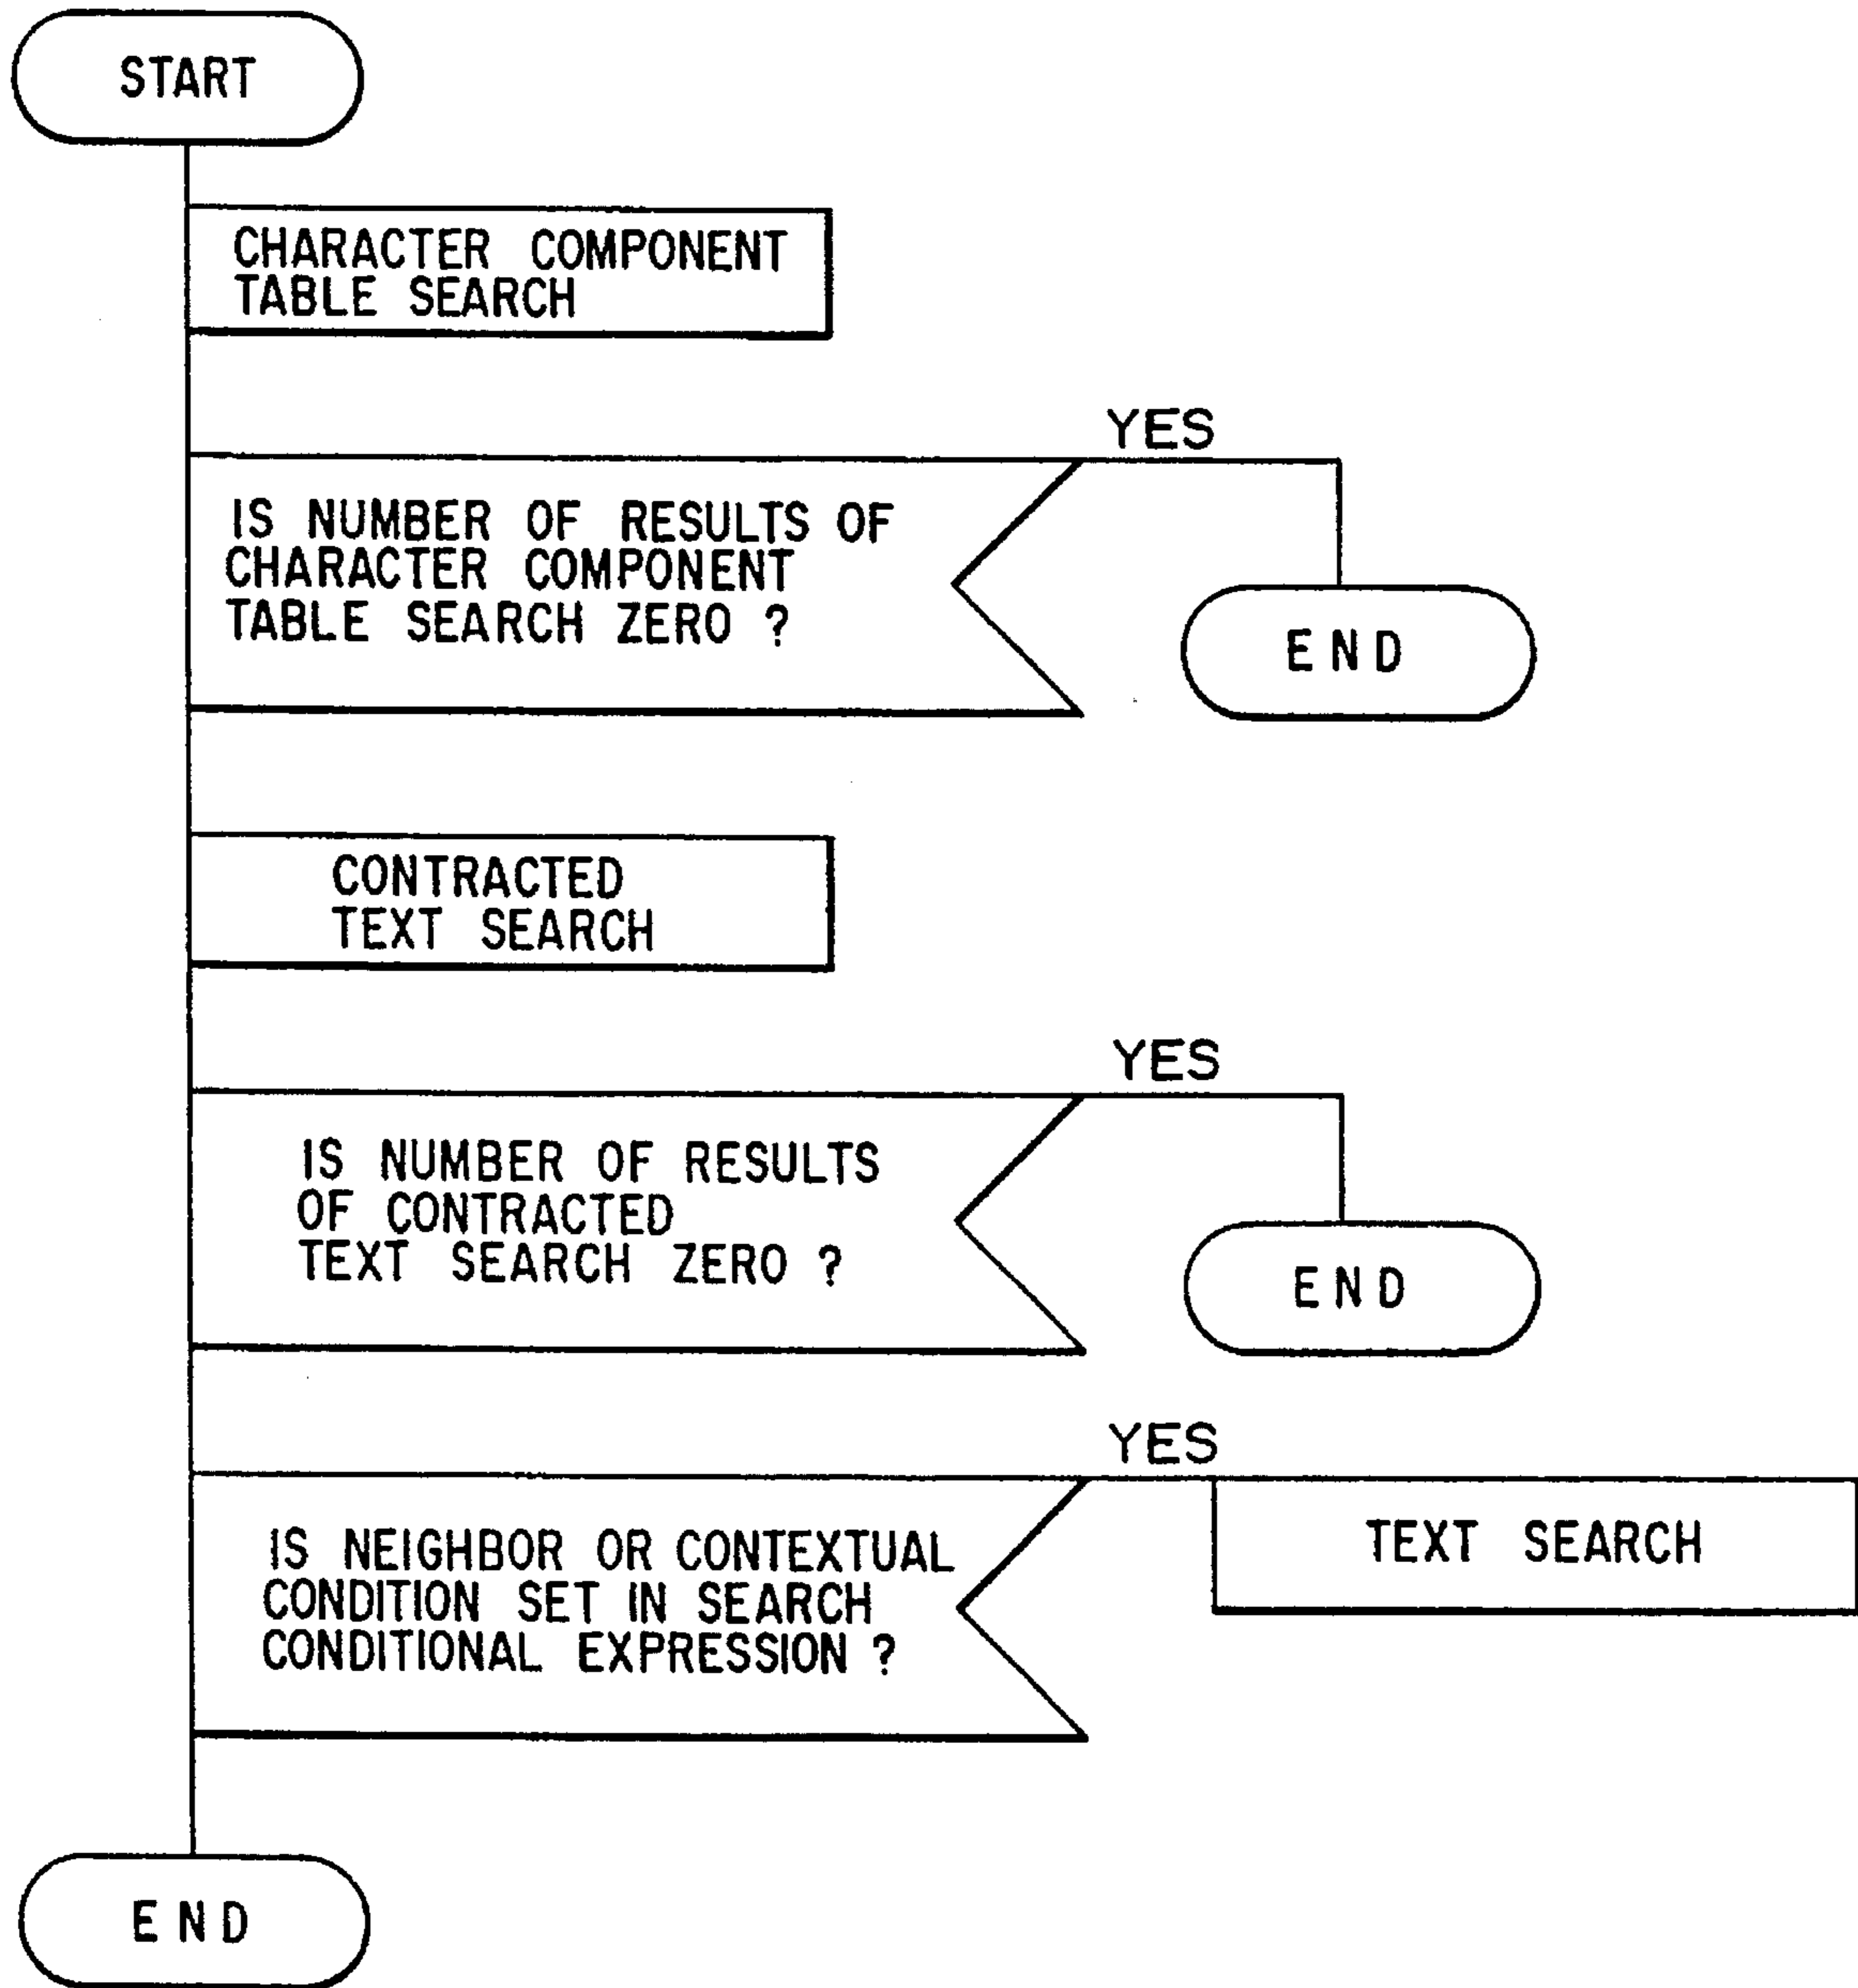 START
CHARACTER COMPONENT
TABLE SEARCH
YES
IS NUMBER OF RESULTS OF
CHARACTER COMPONENT
TABLE SEARCH ZERO ?
END
CONTRACTED
TEXT SEARCH
YES
IS NUMBER OF RESULTS
OF CONTRACTED
TEXT SEARCH ZERO ?
END
YES
IS NEIGHBOR OR CONTEXTUAL
CONDITION SET IN SEARCH
CONDITIONAL EXPRESSION ?
TEXT SEARCH
END